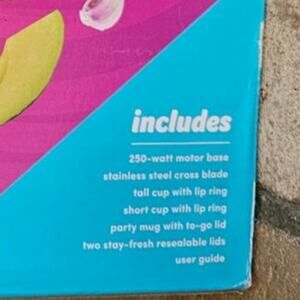 includes
250-watt motor base
stainless steel cross blade
tall cup with lip ring
short cup with lip ring
party mug with to-go lid
two stay-fresh resealable lids
user guide